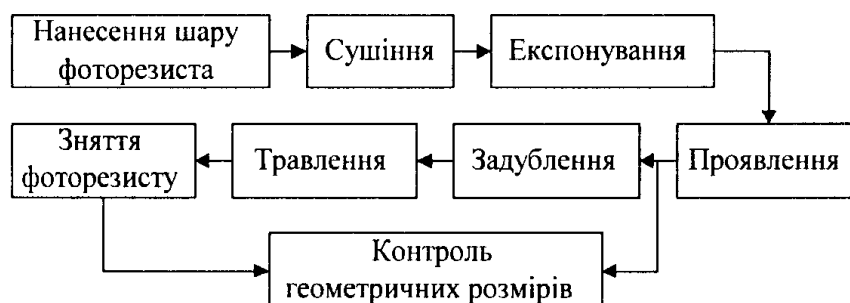 Нанесення шару
фоторезиста
Сушіння
Експонування
Зняття
фоторезисту
Травлення
Задублення
Проявлення
Контроль
геометричних розмірів